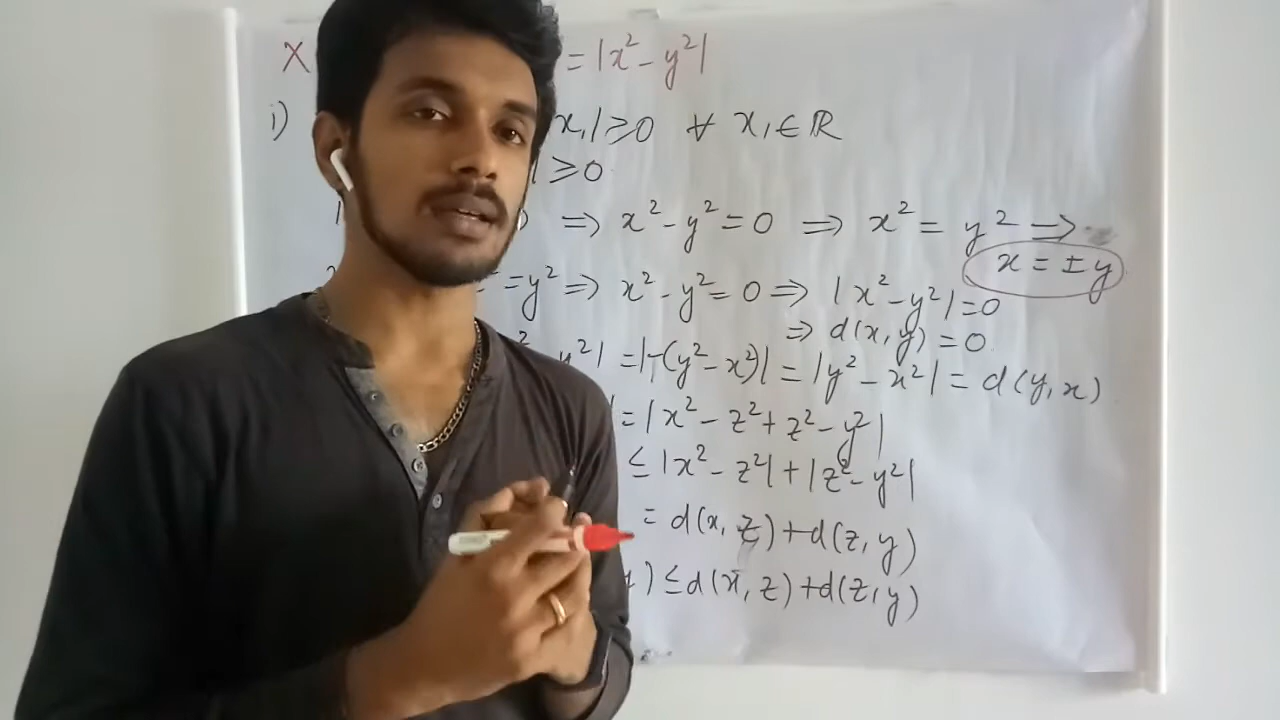 X = |x² - y²|
i) x₁| ≥ 0 ∀ x₁ ∈ ℝ
| ≥ 0
⇒ x² - y² = 0 ⇒ x² = y² ⇒
x = ± y
= y² ⇒ x² - y² = 0 ⇒ |x² - y²| = 0
⇒ d(x, y) = 0
y²| = |-(y² - x²)| = |y² - x²| = d(y, x)
= |x² - z² + z² - y²|
≤ |x² - z²| + |z² - y²|
= d(x, z) + d(z, y)
) ≤ d(x, z) + d(z, y)